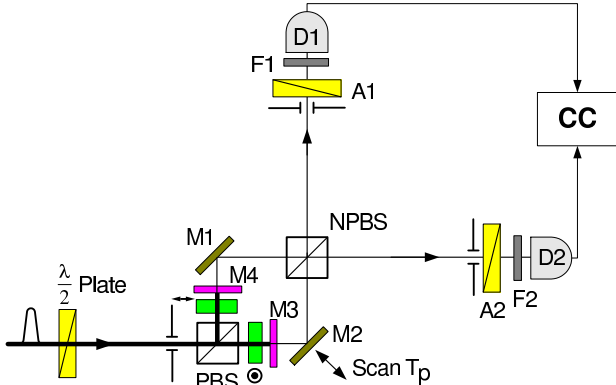 D1
F1
A1
CC
NPBS
M1
D2
λ/2 Plate
M4
F2
M3
A2
M2
Scan Tp
PBS